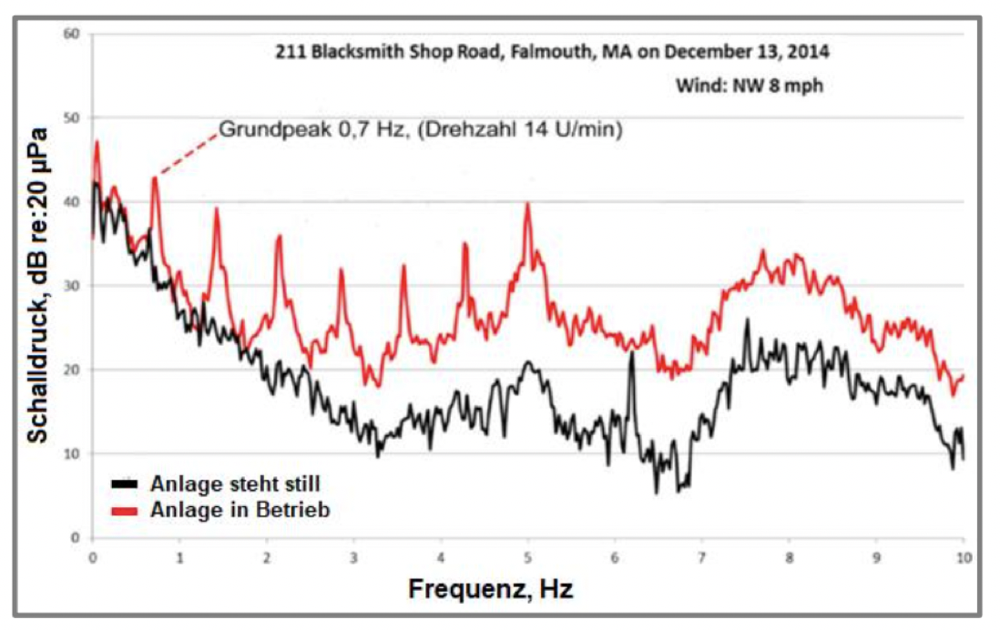 211 Blacksmith Shop Road, Falmouth, MA on December 13, 2014
Wind: NW 8 mph
Grundpeak 0,7 Hz, (Drehzahl 14 U/min)
Schalldruck, dB re:20 µPa
60
50
40
30
20
10
0
Anlage steht still
Anlage in Betrieb
0 1 2 3 4 5 6 7 8 9 10
Frequenz, Hz